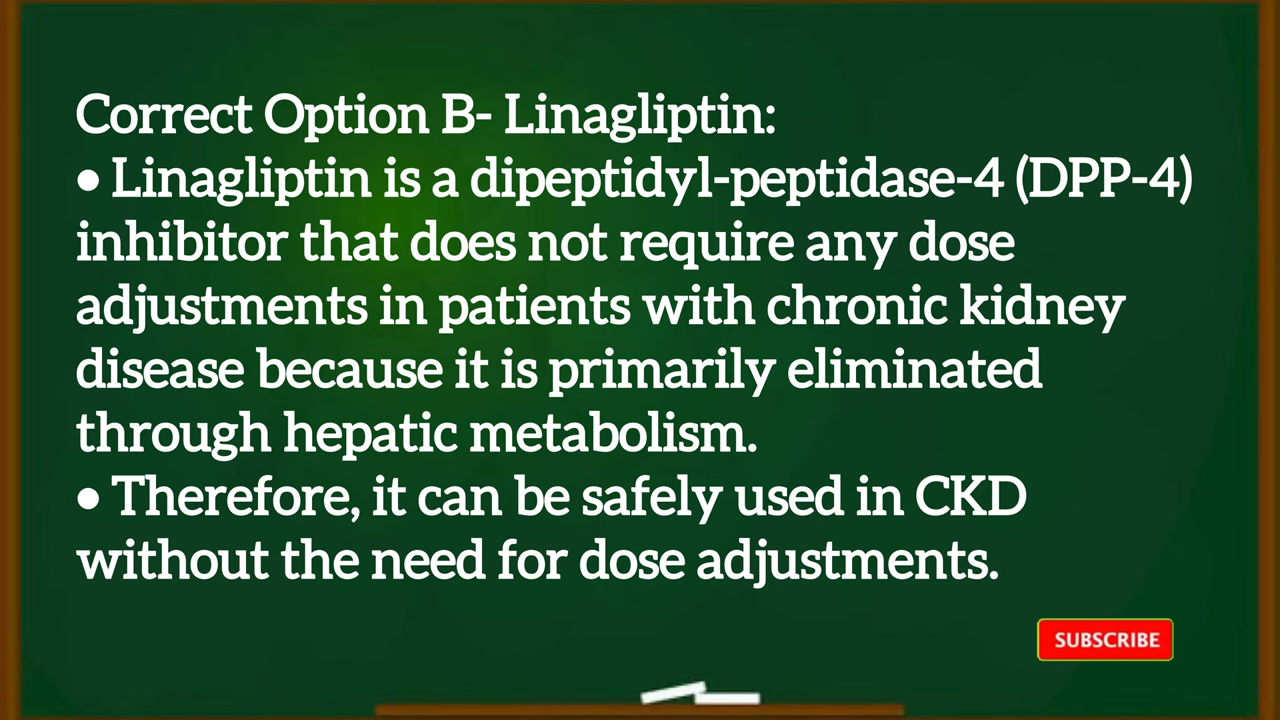 Correct Option B- Linagliptin:
● Linagliptin is a dipeptidyl-peptidase-4 (DPP-4)
inhibitor that does not require any dose
adjustments in patients with chronic kidney
disease because it is primarily eliminated
through hepatic metabolism.
● Therefore, it can be safely used in CKD
without the need for dose adjustments.
SUBSCRIBE